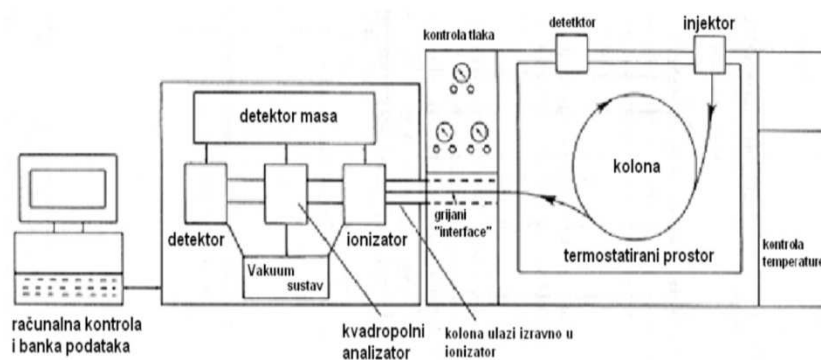 kontrola tlaka
detetktor
injektor
detektor masa
kolona
detektor
ionizator
grijani
"interface"
termostatirani prostor
kontrola
temperature
Vakuum
sustav
računalna kontrola
i banka podataka
kvadropolni
analizator
kolona ulazi izravno u
ionizator